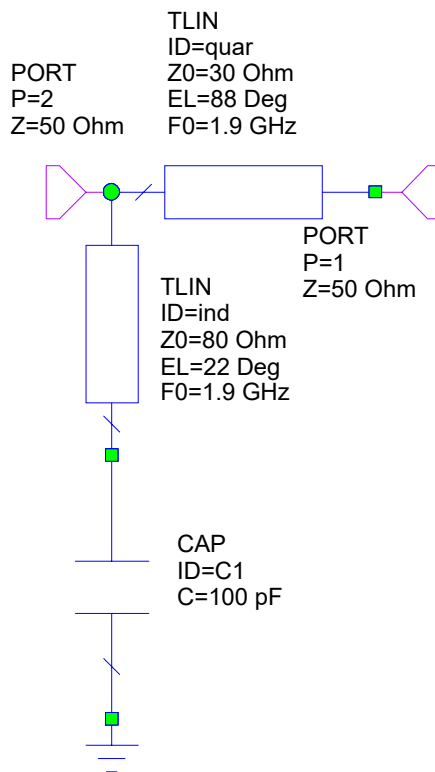 TLIN
ID=quar
Z0=30 Ohm
EL=88 Deg
F0=1.9 GHz
PORT
P=2
Z=50 Ohm
PORT
P=1
Z=50 Ohm
TLIN
ID=ind
Z0=80 Ohm
EL=22 Deg
F0=1.9 GHz
CAP
ID=C1
C=100 pF